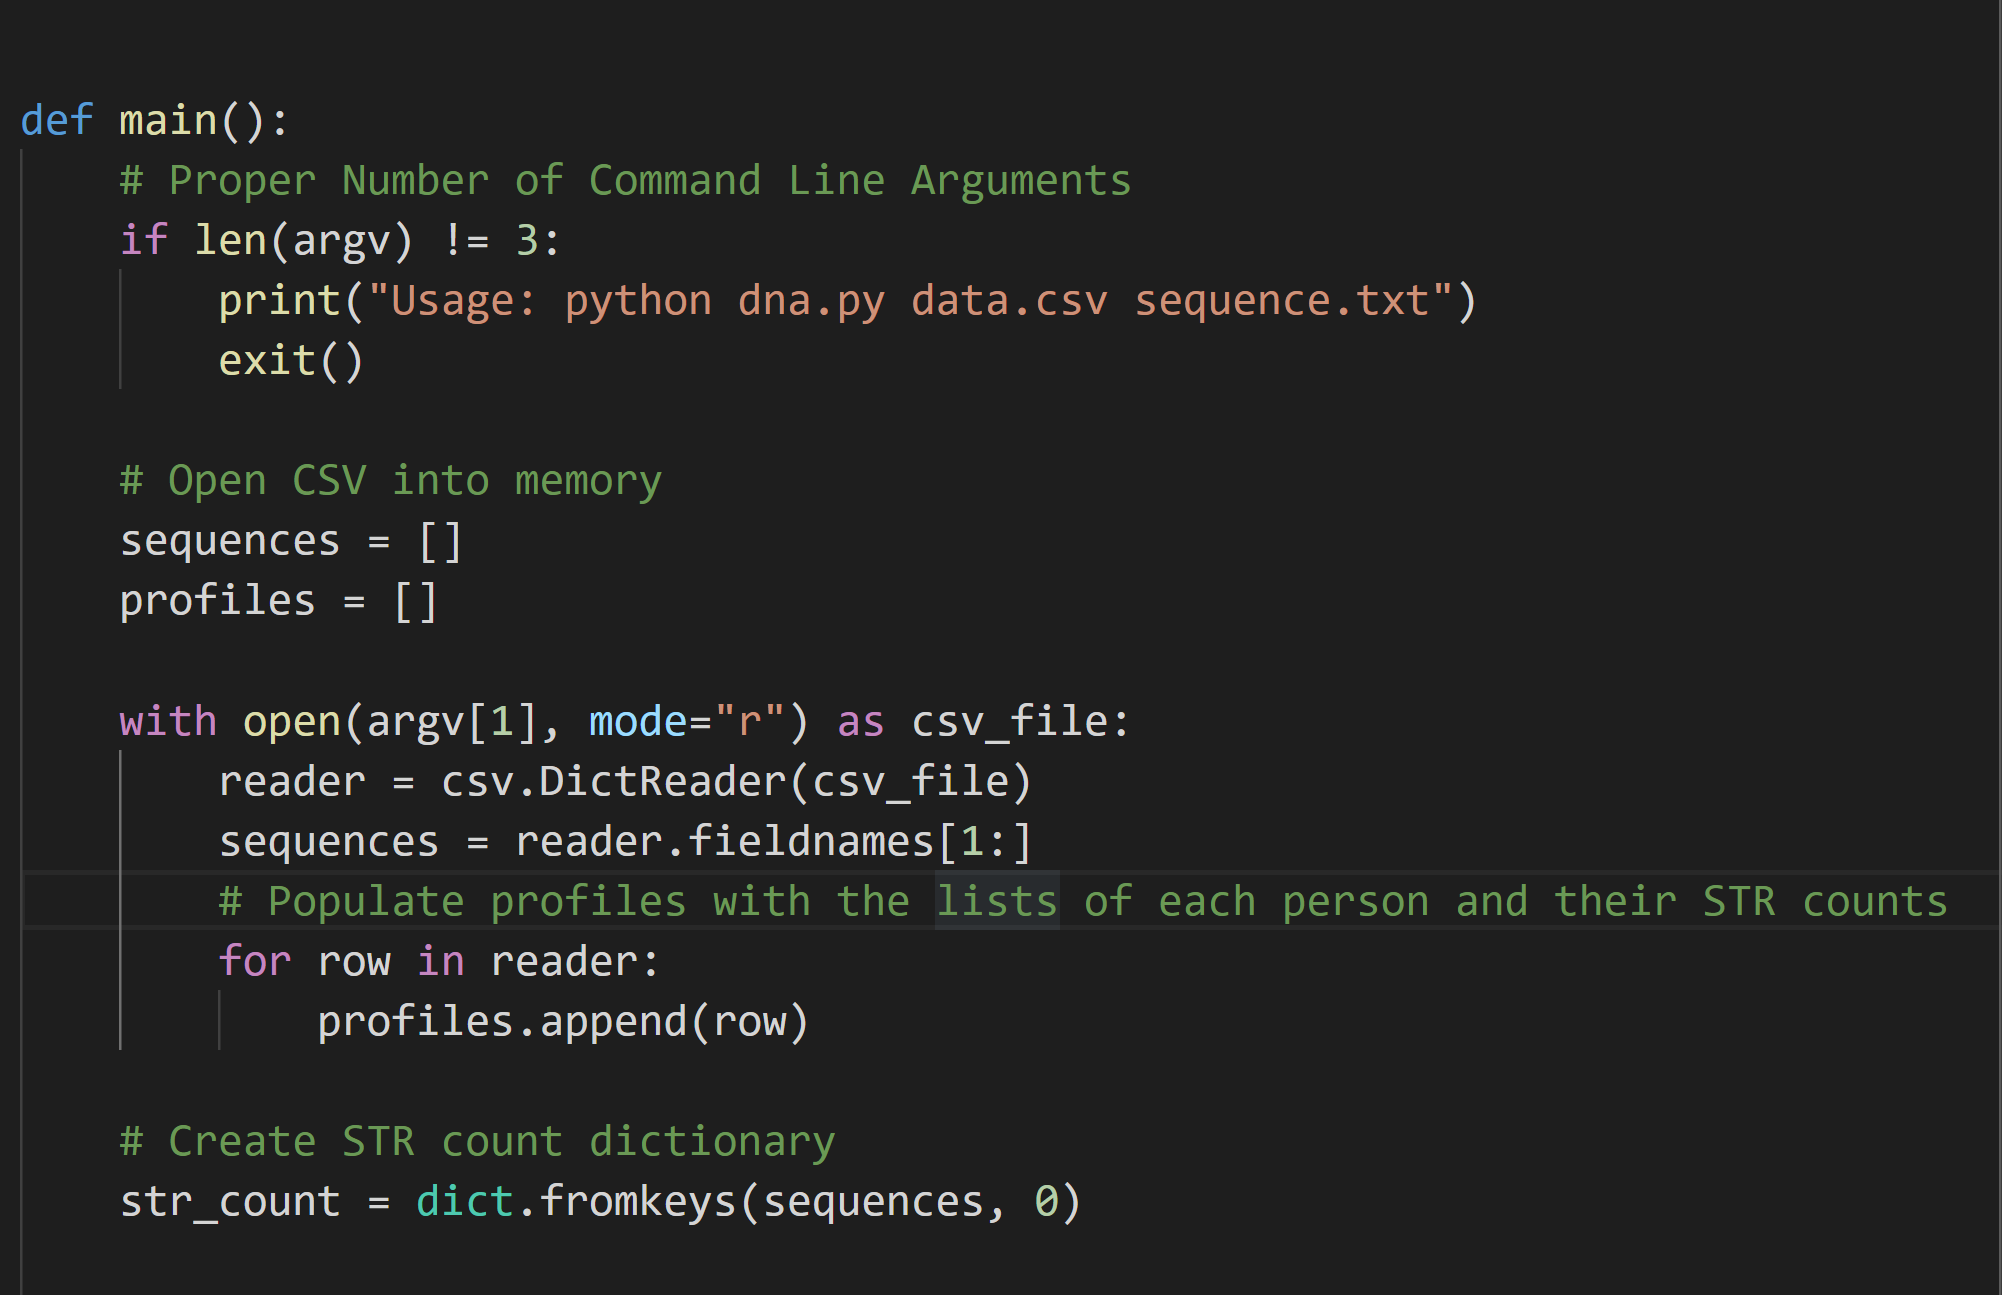 def main():
    # Proper Number of Command Line Arguments
    if len(argv) != 3:
        print("Usage: python dna.py data.csv sequence.txt")
        exit()

    # Open CSV into memory
    sequences = []
    profiles = []

    with open(argv[1], mode="r") as csv_file:
        reader = csv.DictReader(csv_file)
        sequences = reader.fieldnames[1:]
        # Populate profiles with the lists of each person and their STR counts
        for row in reader:
            profiles.append(row)

    # Create STR count dictionary
    str_count = dict.fromkeys(sequences, 0)